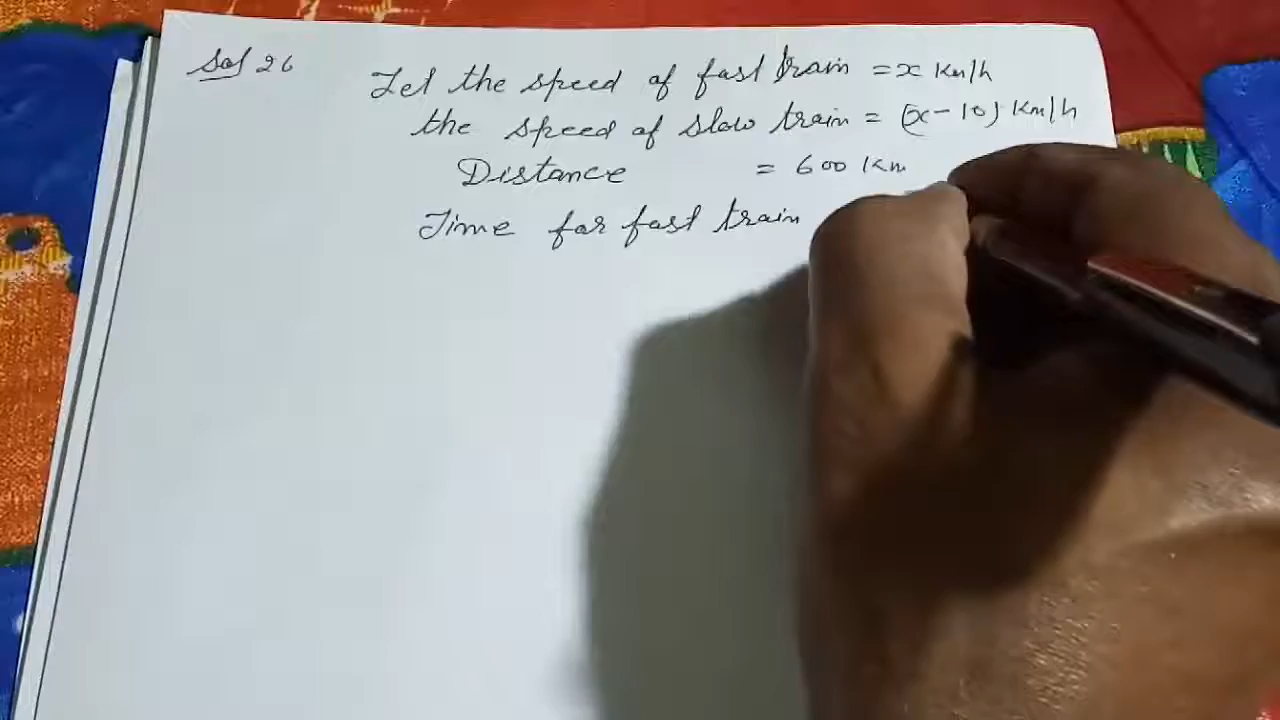 Sol 26
Let the speed of fast train = x Km/h
the speed of slow train = (x-10) Km/h
Distance = 600 Km
Time for fast train